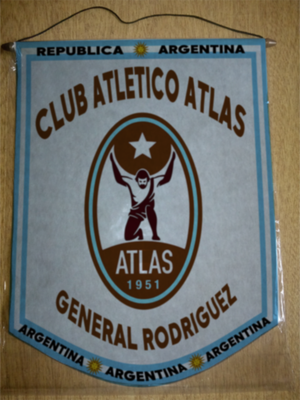 REPUBLICA ARGENTINA
CLUB ATLETICO ATLAS
ATLAS
1951
GENERAL RODRIGUEZ
ARGENTINA ARGENTINA ARGENTINA